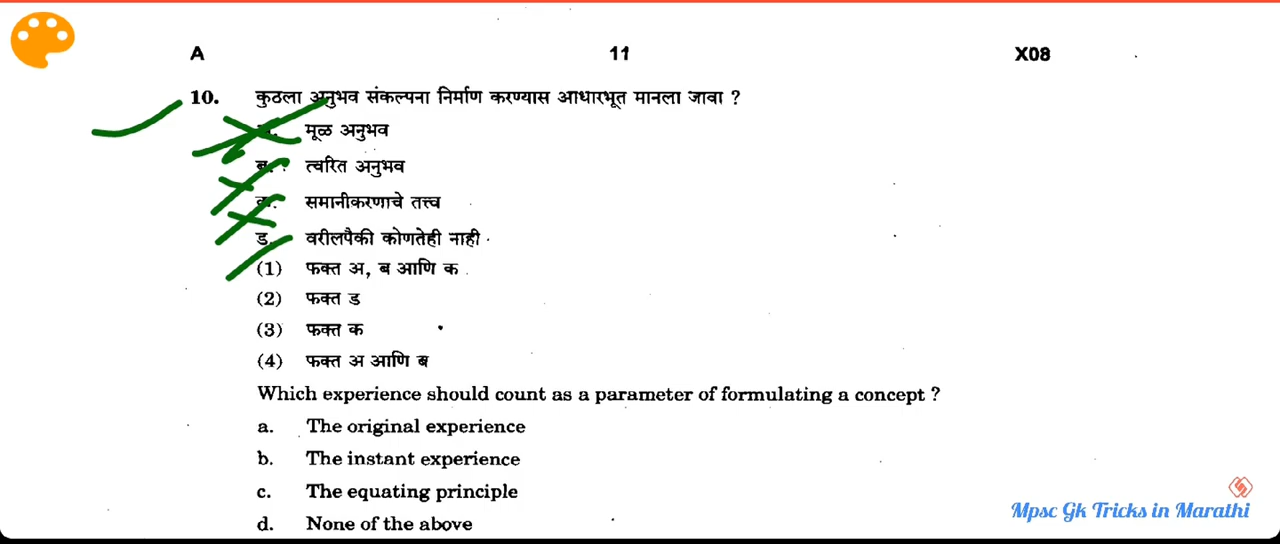 A 11 X08
10. कुठला अनुभव संकल्पना निर्माण करण्यास आधारभूत मानला जावा ?
मूळ अनुभव
ब. त्वरित अनुभव
क. समानीकरणाचे तत्त्व
ड. वरीलपैकी कोणतेही नाही
(1) फक्त अ, ब आणि क
(2) फक्त ड
(3) फक्त क
(4) फक्त अ आणि ब
Which experience should count as a parameter of formulating a concept ?
a. The original experience
b. The instant experience
c. The equating principle
d. None of the above
Mpsc Gk Tricks in Marathi